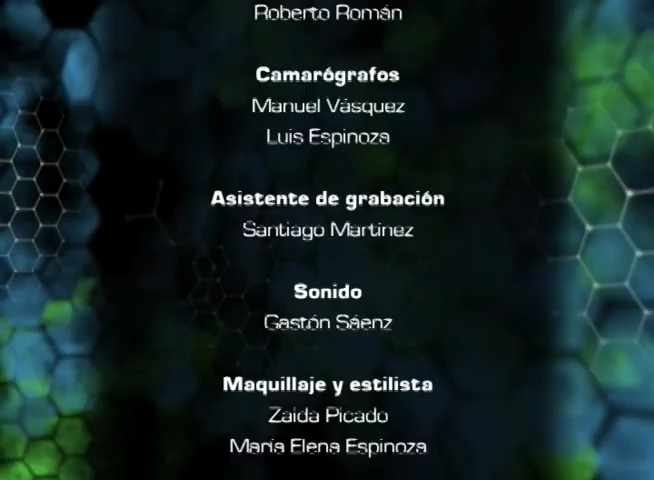 Roberto Román
Camarógrafos
Manuel Vásquez
Luis Espinoza
Asistente de grabación
Santiago Martínez
Sonido
Gastón Sáenz
Maquillaje y estilista
Zaida Picado
María Elena Espinoza